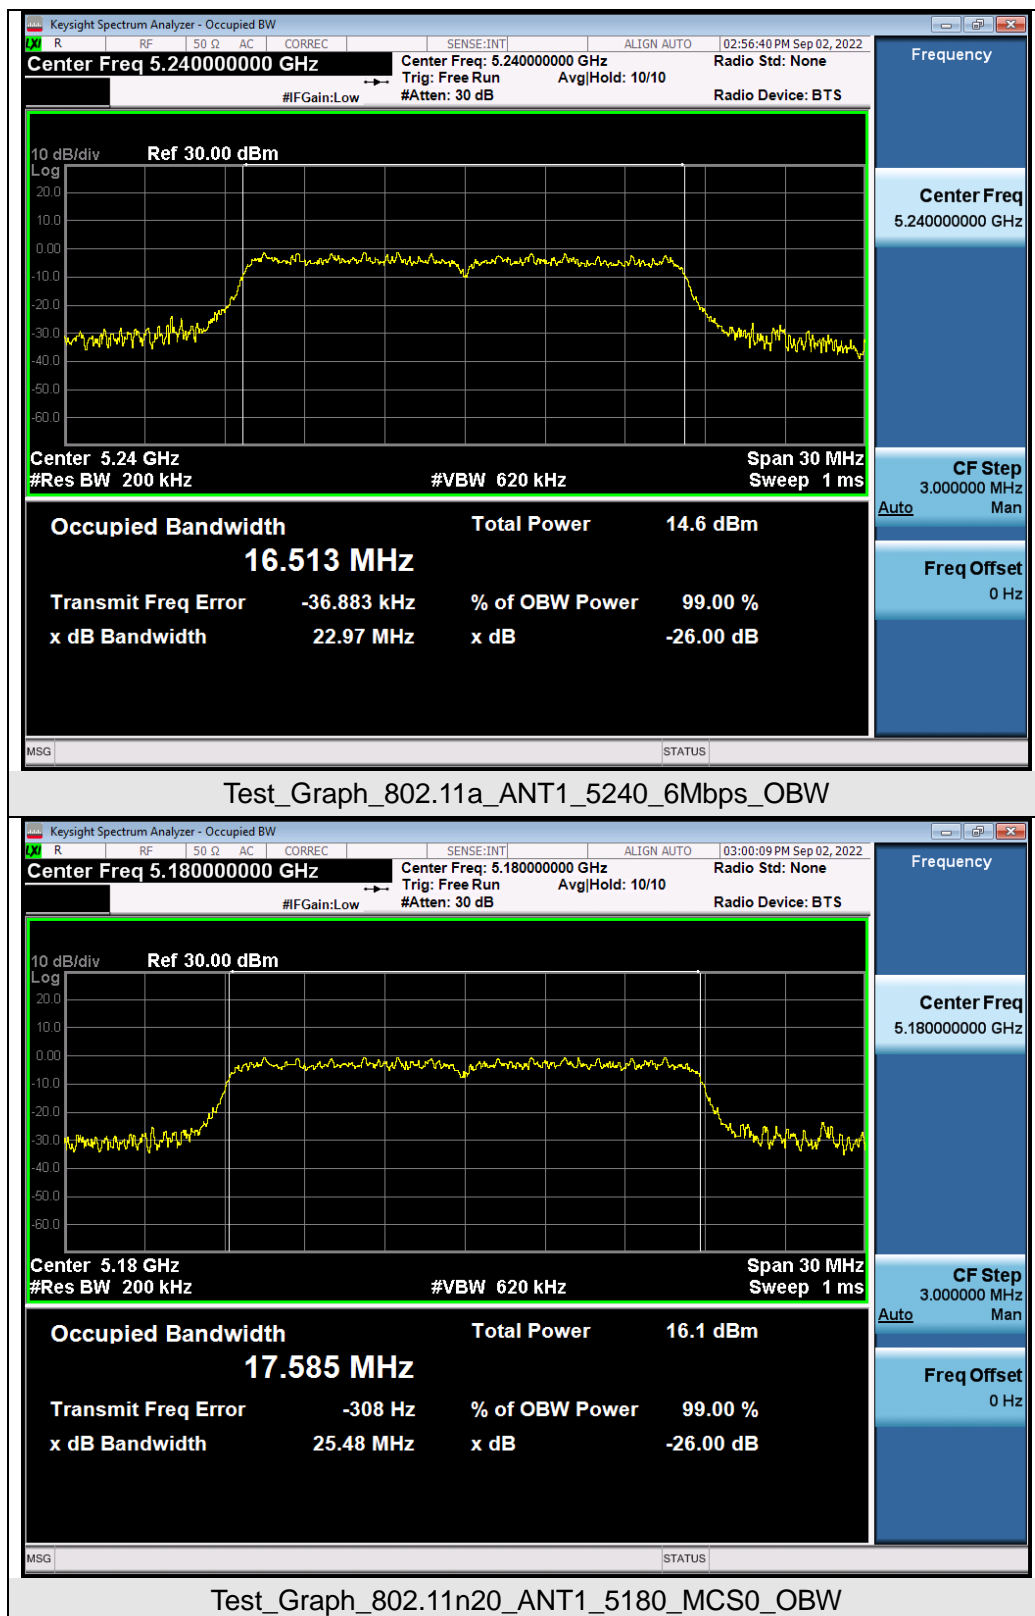 Keysight Spectrum Analyzer - Occupied BW
LXI R RF 50 Ω AC CORREC SENSE:INT ALIGN AUTO 02:56:40 PM Sep 02, 2022
Center Freq 5.240000000 GHz
Center Freq: 5.240000000 GHz Radio Std: None
Trig: Free Run Avg|Hold: 10/10
#IFGain:Low #Atten: 30 dB Radio Device: BTS
Frequency
10 dB/div Ref 30.00 dBm
Log
20.0
10.0
0.00
-10.0
-20.0
-30.0
-40.0
-50.0
-60.0
Center 5.24 GHz Span 30 MHz
#Res BW 200 kHz #VBW 620 kHz Sweep 1 ms
Center Freq
5.240000000 GHz
CF Step
3.000000 MHz
Auto Man
Freq Offset
0 Hz
Occupied Bandwidth Total Power 14.6 dBm
16.513 MHz
Transmit Freq Error -36.883 kHz % of OBW Power 99.00 %
x dB Bandwidth 22.97 MHz x dB -26.00 dB
MSG STATUS
Test_Graph_802.11a_ANT1_5240_6Mbps_OBW
Keysight Spectrum Analyzer - Occupied BW
LXI R RF 50 Ω AC CORREC SENSE:INT ALIGN AUTO 03:00:09 PM Sep 02, 2022
Center Freq 5.180000000 GHz
Center Freq: 5.180000000 GHz Radio Std: None
Trig: Free Run Avg|Hold: 10/10
#IFGain:Low #Atten: 30 dB Radio Device: BTS
Frequency
10 dB/div Ref 30.00 dBm
Log
20.0
10.0
0.00
-10.0
-20.0
-30.0
-40.0
-50.0
-60.0
Center 5.18 GHz Span 30 MHz
#Res BW 200 kHz #VBW 620 kHz Sweep 1 ms
Center Freq
5.180000000 GHz
CF Step
3.000000 MHz
Auto Man
Freq Offset
0 Hz
Occupied Bandwidth Total Power 16.1 dBm
17.585 MHz
Transmit Freq Error -308 Hz % of OBW Power 99.00 %
x dB Bandwidth 25.48 MHz x dB -26.00 dB
MSG STATUS
Test_Graph_802.11n20_ANT1_5180_MCS0_OBW